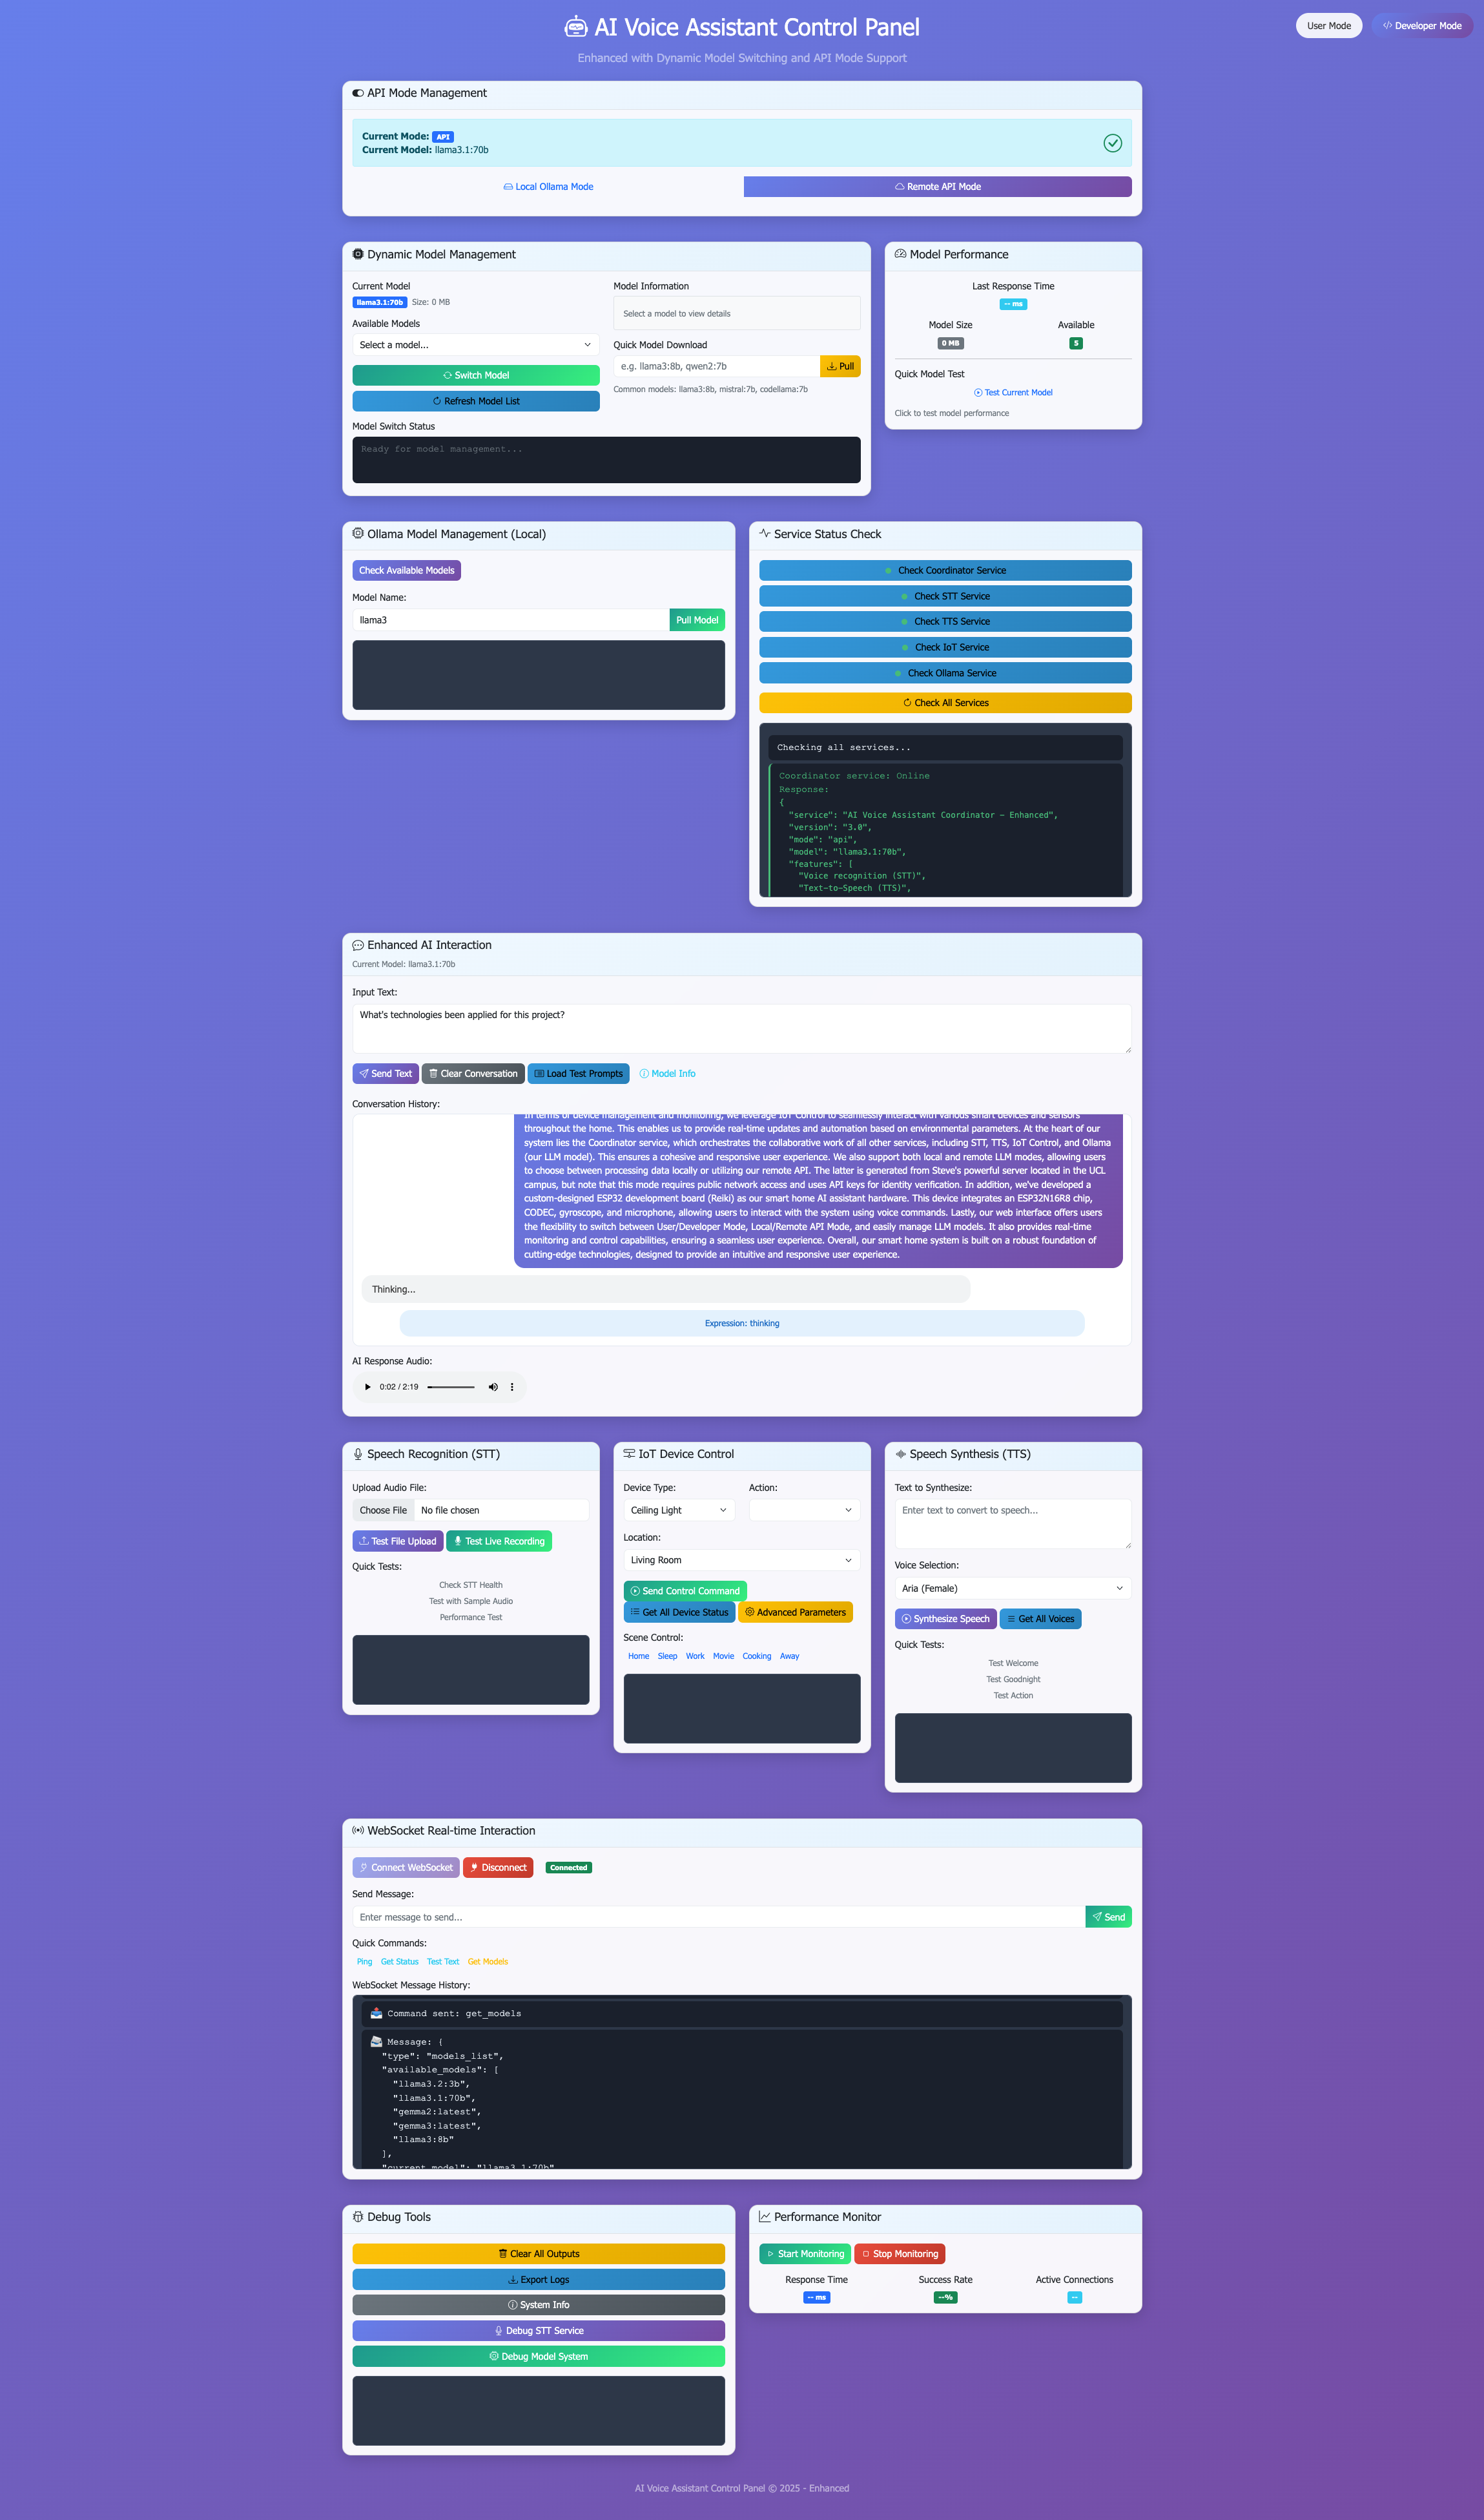 AI Voice Assistant Control Panel
User Mode
Developer Mode
Enhanced with Dynamic Model Switching and API Mode Support
API Mode Management
Current Mode: API
Current Model: llama3.1:70b
Local Ollama Mode
Remote API Mode
Dynamic Model Management
Current Model
llama3.1:70b Size: 0 MB
Available Models
Select a model...
Switch Model
Refresh Model List
Model Information
Select a model to view details
Quick Model Download
e.g. llama3:8b, qwen2:7b
Pull
Common models: llama3:8b, mistral:7b, codellama:7b
Model Switch Status
Ready for model management...
Model Performance
Last Response Time
-- ms
Model Size
Available
0 MB
5
Quick Model Test
Test Current Model
Click to test model performance
Ollama Model Management (Local)
Check Available Models
Model Name:
llama3
Pull Model
Service Status Check
Check Coordinator Service
Check STT Service
Check TTS Service
Check IoT Service
Check Ollama Service
Check All Services
Checking all services...
Coordinator service: Online
Response:
{
"service": "AI Voice Assistant Coordinator - Enhanced",
"version": "3.0",
"mode": "api",
"model": "llama3.1:70b",
"features": [
"Voice recognition (STT)",
"Text-to-Speech (TTS)",
Enhanced AI Interaction
Current Model: llama3.1:70b
Input Text:
What's technologies been applied for this project?
Send Text
Clear Conversation
Load Test Prompts
Model Info
Conversation History:
In terms of device management and monitoring, we leverage IoT Control to seamlessly interact with various smart devices and sensors
throughout the home. This enables us to provide real-time updates and automation based on environmental parameters. At the heart of our
system lies the Coordinator service, which orchestrates the collaborative work of all other services, including STT, TTS, IoT Control, and Ollama
(our LLM model). This ensures a cohesive and responsive user experience. We also support both local and remote LLM modes, allowing users
to choose between processing data locally or utilizing our remote API. The latter is generated from Steve's powerful server located in the UCL
campus, but note that this mode requires public network access and uses API keys for identity verification. In addition, we've developed a
custom-designed ESP32 development board (Reiki) as our smart home AI assistant hardware. This device integrates an ESP32N16R8 chip,
CODEC, gyroscope, and microphone, allowing users to interact with the system using voice commands. Lastly, our web interface offers users
the flexibility to switch between User/Developer Mode, Local/Remote API Mode, and easily manage LLM models. It also provides real-time
monitoring and control capabilities, ensuring a seamless user experience. Overall, our smart home system is built on a robust foundation of
cutting-edge technologies, designed to provide an intuitive and responsive user experience.
Thinking...
Expression: thinking
AI Response Audio:
0:02 / 2:19
Speech Recognition (STT)
Upload Audio File:
Choose File No file chosen
Test File Upload
Test Live Recording
Quick Tests:
Check STT Health
Test with Sample Audio
Performance Test
IoT Device Control
Device Type:
Action:
Ceiling Light
Location:
Living Room
Send Control Command
Get All Device Status
Advanced Parameters
Scene Control:
Home Sleep Work Movie Cooking Away
Speech Synthesis (TTS)
Text to Synthesize:
Enter text to convert to speech...
Voice Selection:
Aria (Female)
Synthesize Speech
Get All Voices
Quick Tests:
Test Welcome
Test Goodnight
Test Action
WebSocket Real-time Interaction
Connect WebSocket
Disconnect
Connected
Send Message:
Enter message to send...
Send
Quick Commands:
Ping Get Status Test Text Get Models
WebSocket Message History:
Command sent: get_models
Message: {
"type": "models_list",
"available_models": [
"llama3.2:3b",
"llama3.1:70b",
"gemma2:latest",
"gemma3:latest",
"llama3:8b"
],
"current_model": "llama3.1:70b"
Debug Tools
Clear All Outputs
Export Logs
System Info
Debug STT Service
Debug Model System
Performance Monitor
Start Monitoring
Stop Monitoring
Response Time
Success Rate
Active Connections
-- ms
--%
--
AI Voice Assistant Control Panel © 2025 - Enhanced